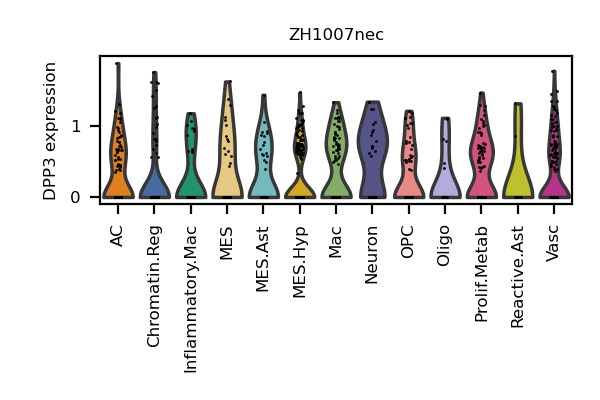 ZH1007nec
DPP3 expression
1
0
AC
Chromatin.Reg
Inflammatory.Mac
MES
MES.Ast
MES.Hyp
Mac
Neuron
OPC
Oligo
Prolif.Metab
Reactive.Ast
Vasc